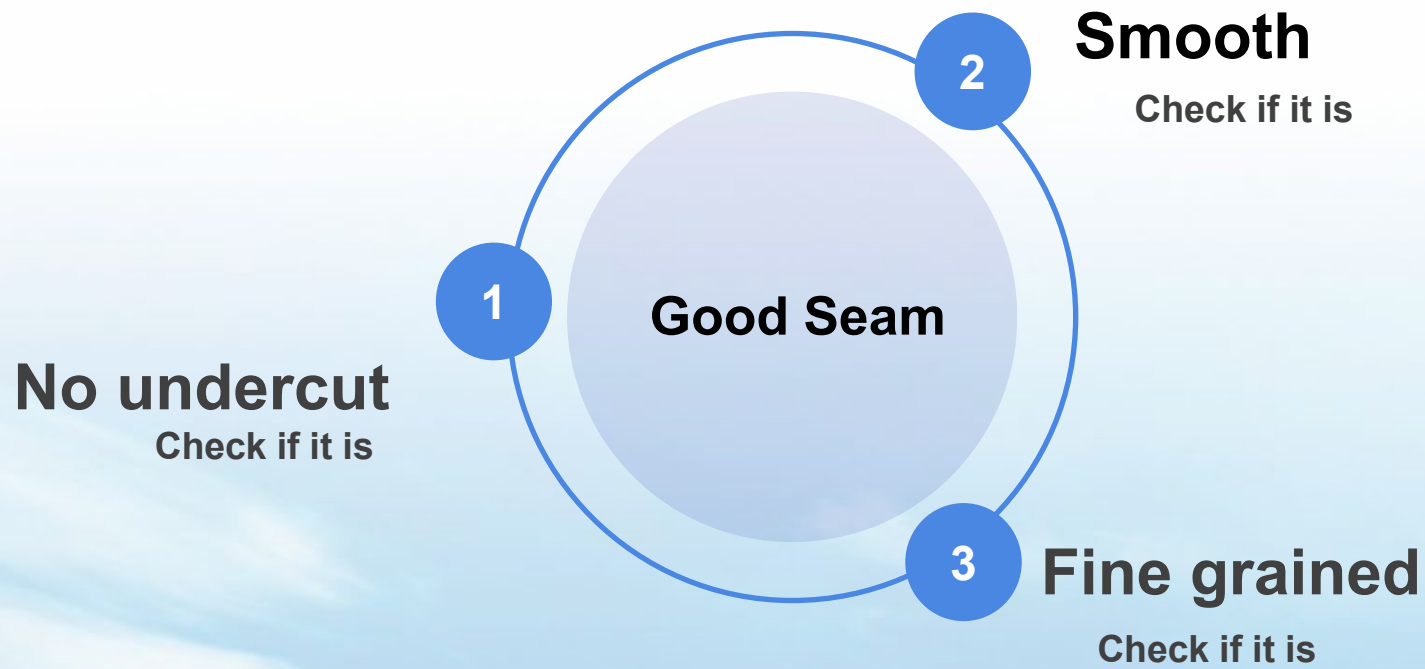 2
Smooth
Check if it is
1
Good Seam
No undercut
Check if it is
3
Fine grained
Check if it is